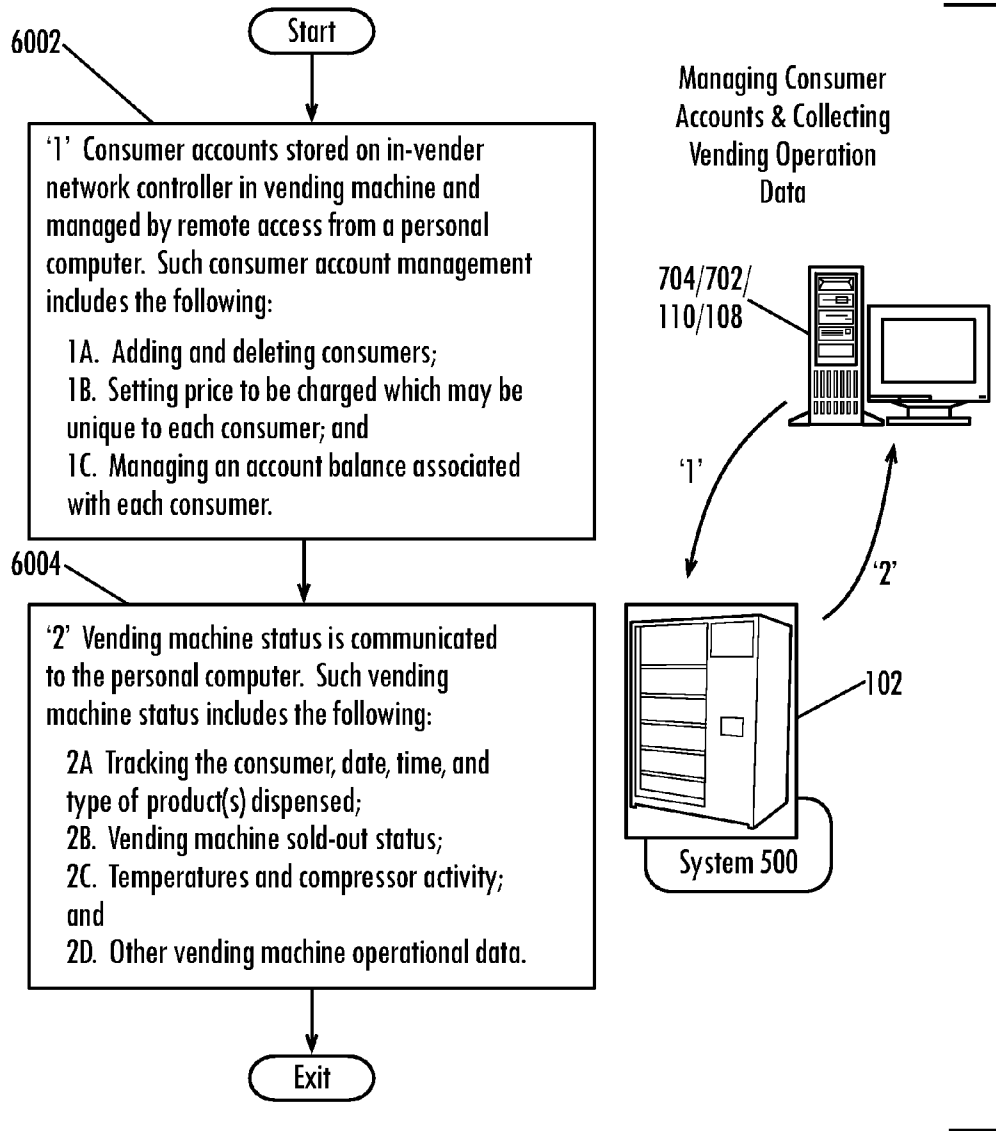 Start
6002
‘1’ Consumer accounts stored on in-vender
network controller in vending machine and
managed by remote access from a personal
computer. Such consumer account management
includes the following:
1A. Adding and deleting consumers;
1B. Setting price to be charged which may be
unique to each consumer; and
1C. Managing an account balance associated
with each consumer.
6004
‘2’ Vending machine status is communicated
to the personal computer. Such vending
machine status includes the following:
2A Tracking the consumer, date, time, and
type of product(s) dispensed;
2B. Vending machine sold-out status;
2C. Temperatures and compressor activity;
and
2D. Other vending machine operational data.
Exit
Managing Consumer
Accounts & Collecting
Vending Operation
Data
704/702/
110/108
‘1’
‘2’
102
System 500